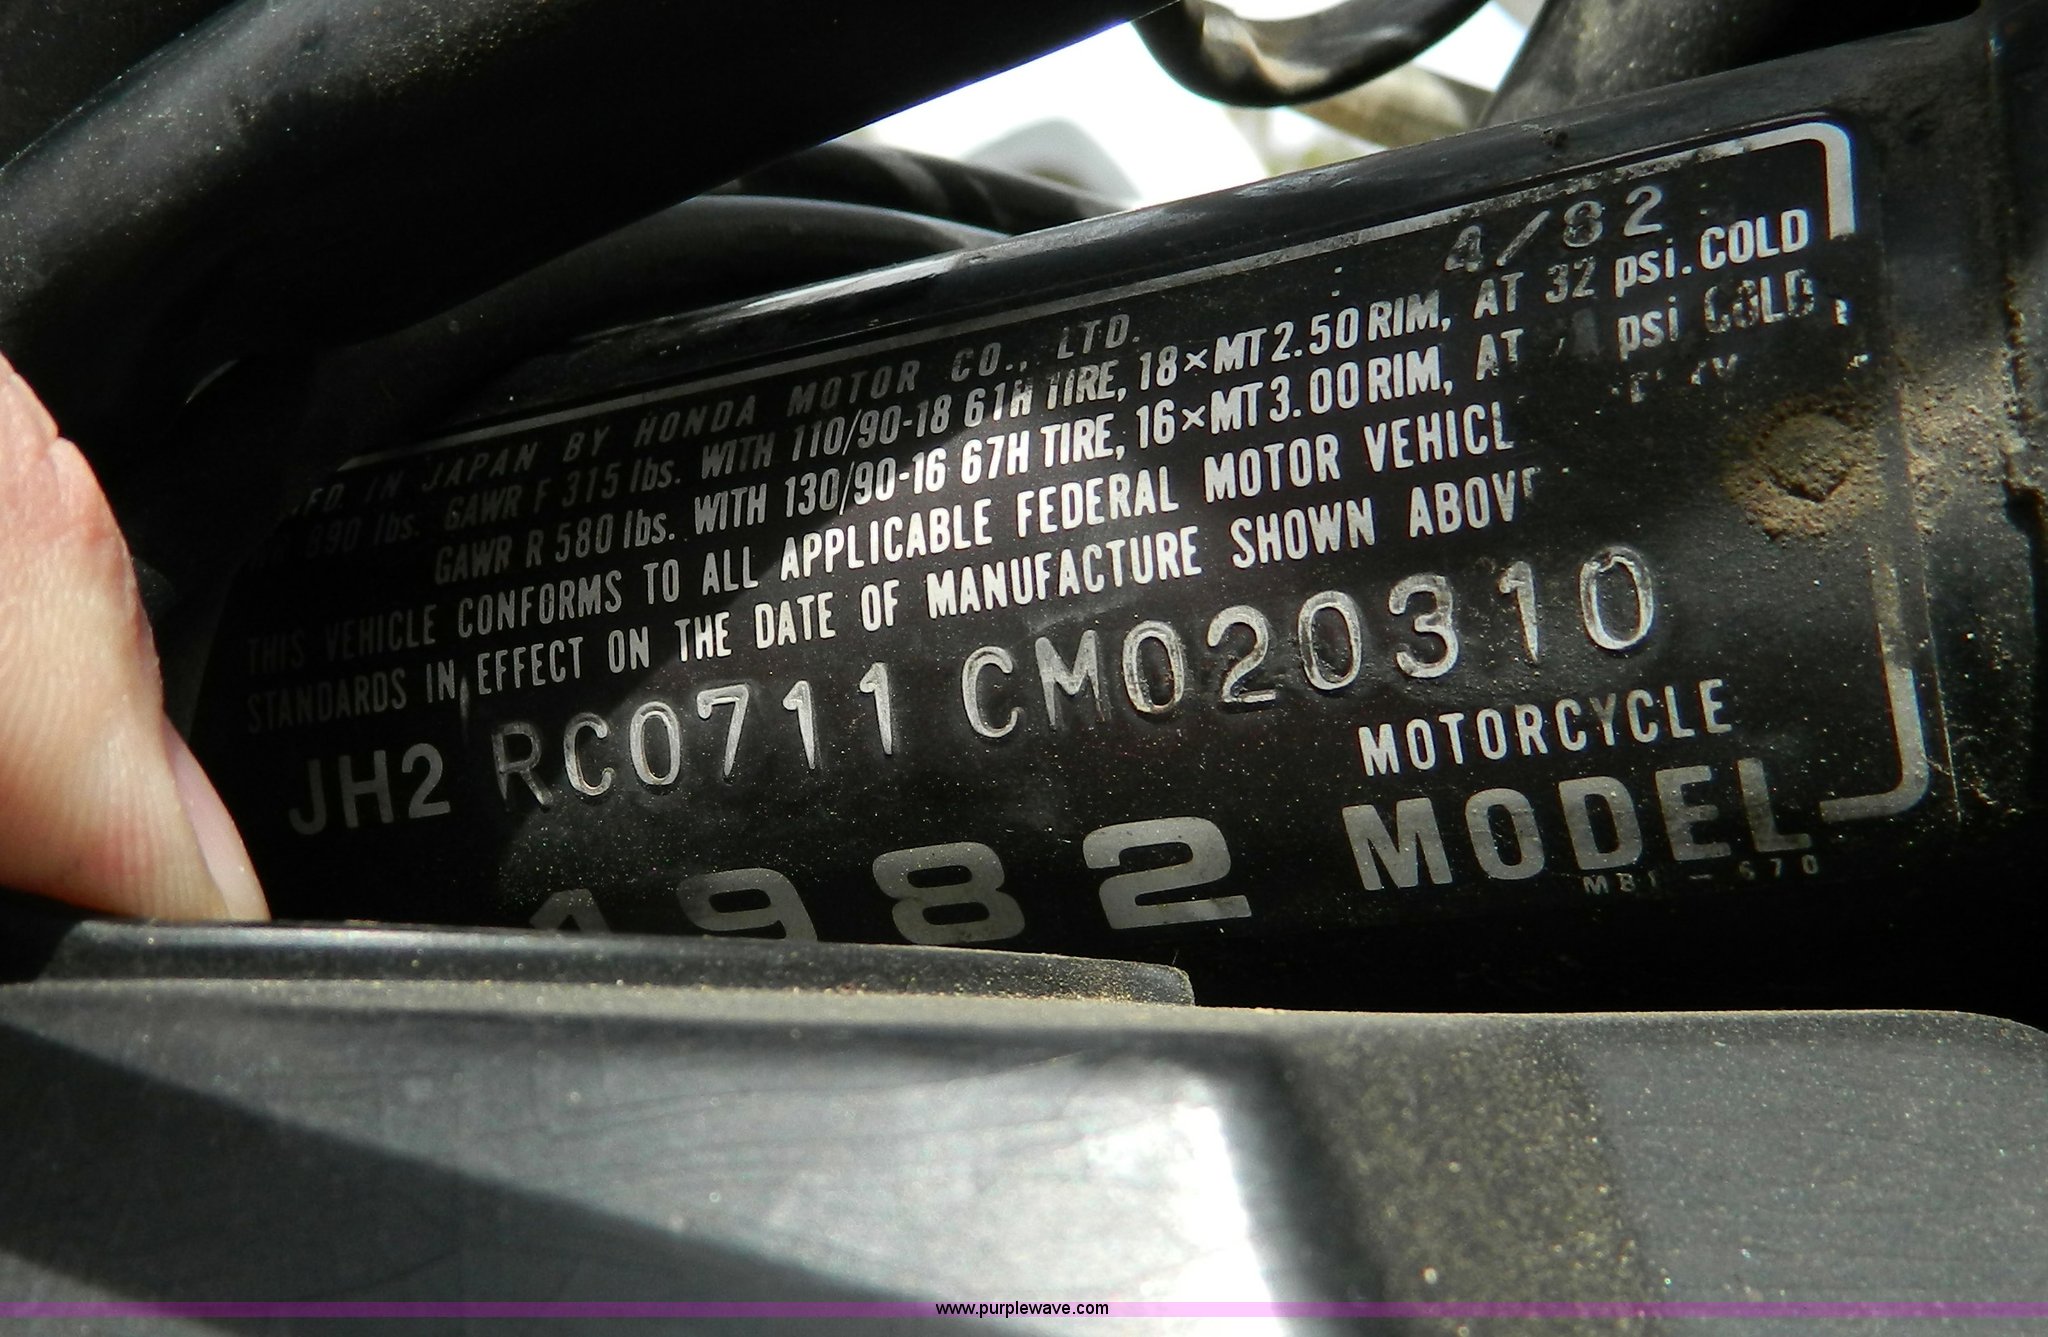 4/82
IN JAPAN BY HONDA MOTOR CO., LTD.
890 lbs. GAWR F 315 lbs. WITH 110/90-18 61H TIRE, 18×MT2.50 RIM, AT 32 psi. COLD
GAWR R 580 lbs. WITH 130/90-16 67H TIRE, 16×MT3.00 RIM, AT psi COLD
THIS VEHICLE CONFORMS TO ALL APPLICABLE FEDERAL MOTOR VEHICL
STANDARDS IN EFFECT ON THE DATE OF MANUFACTURE SHOWN ABOV
JH2 RC0711 CM020310
MOTORCYCLE
1982 MODEL
www.purplewave.com